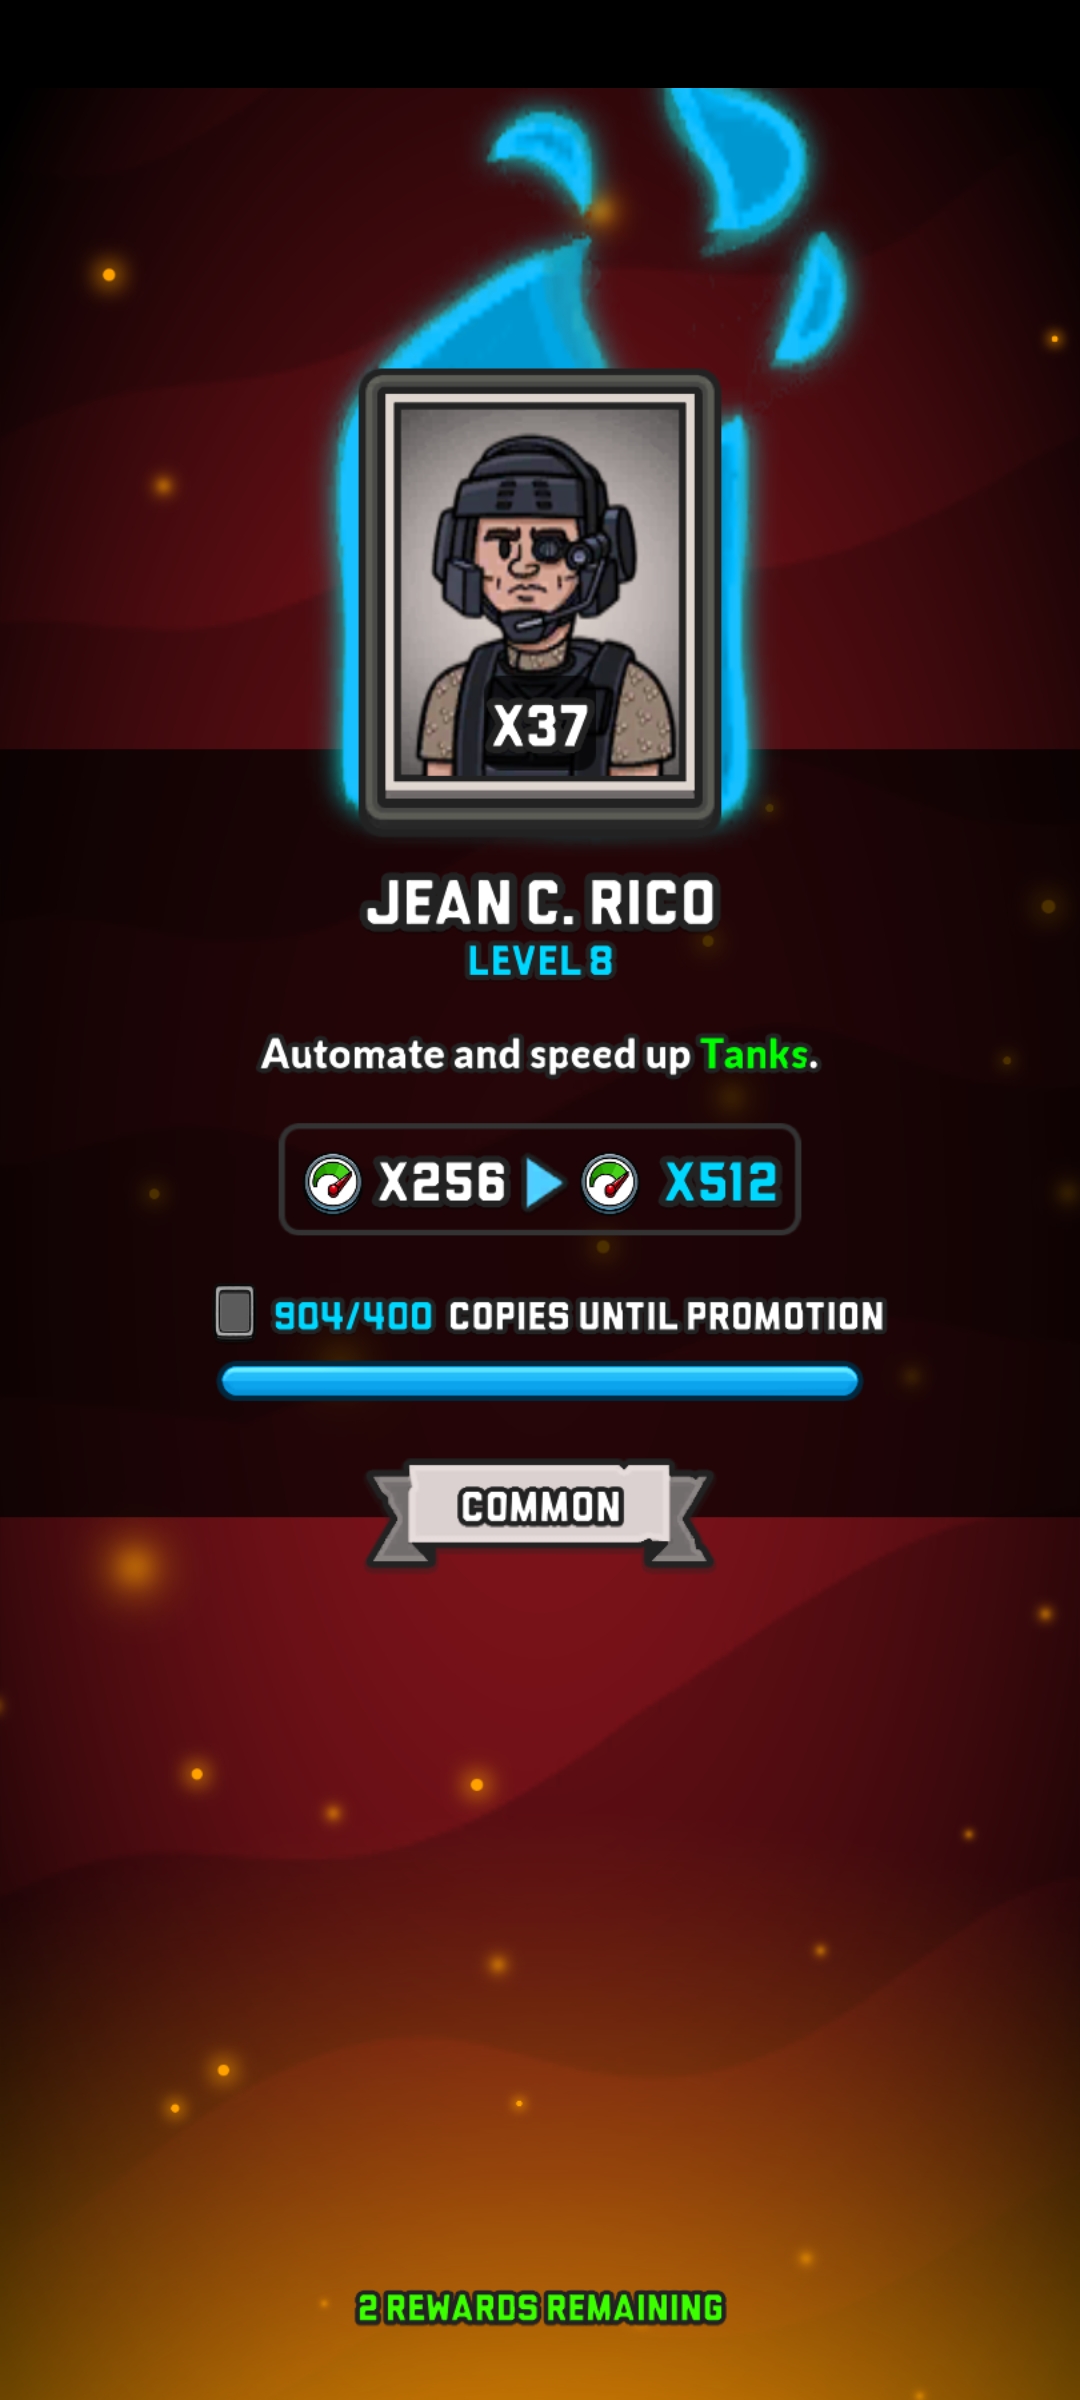 X37
JEAN C. RICO
LEVEL 8
Automate and speed up Tanks.
X256 X512
904/400 COPIES UNTIL PROMOTION
COMMON
2 REWARDS REMAINING